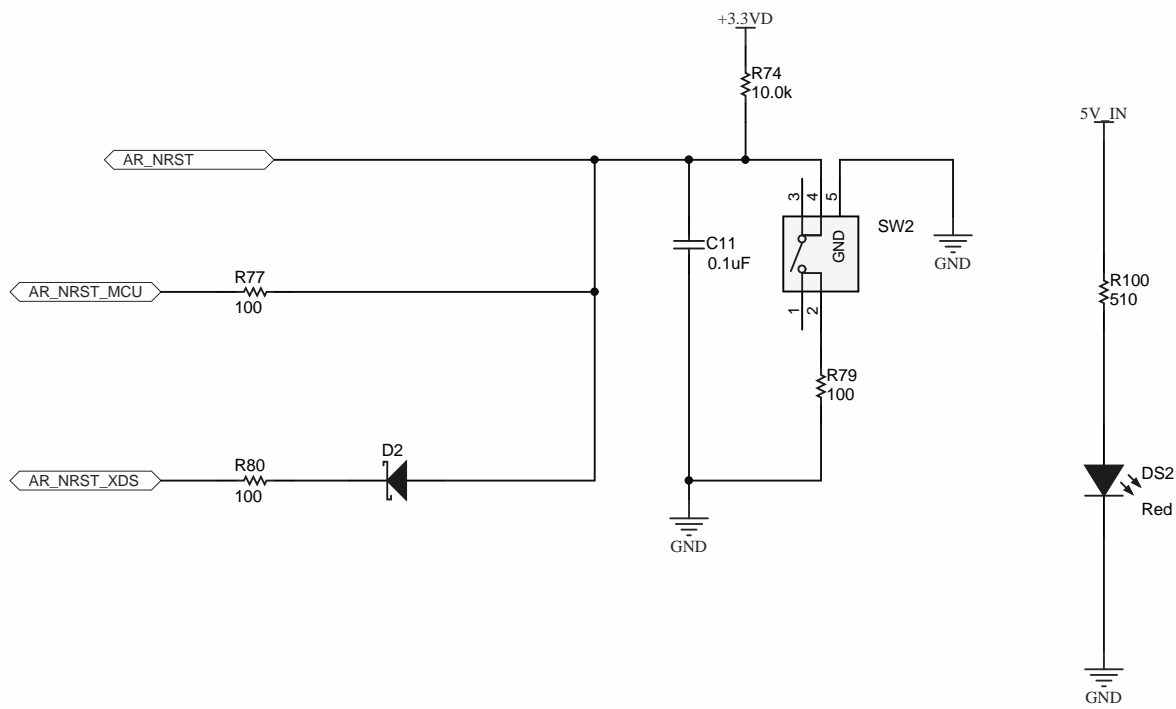 +3.3VD
R74
10.0k
5V_IN
AR_NRST
3
4
5
SW2
GND
GND
C11
0.1uF
1
2
AR_NRST_MCU
R77
100
R100
510
R79
100
AR_NRST_XDS
R80
100
D2
DS2
Red
GND
GND